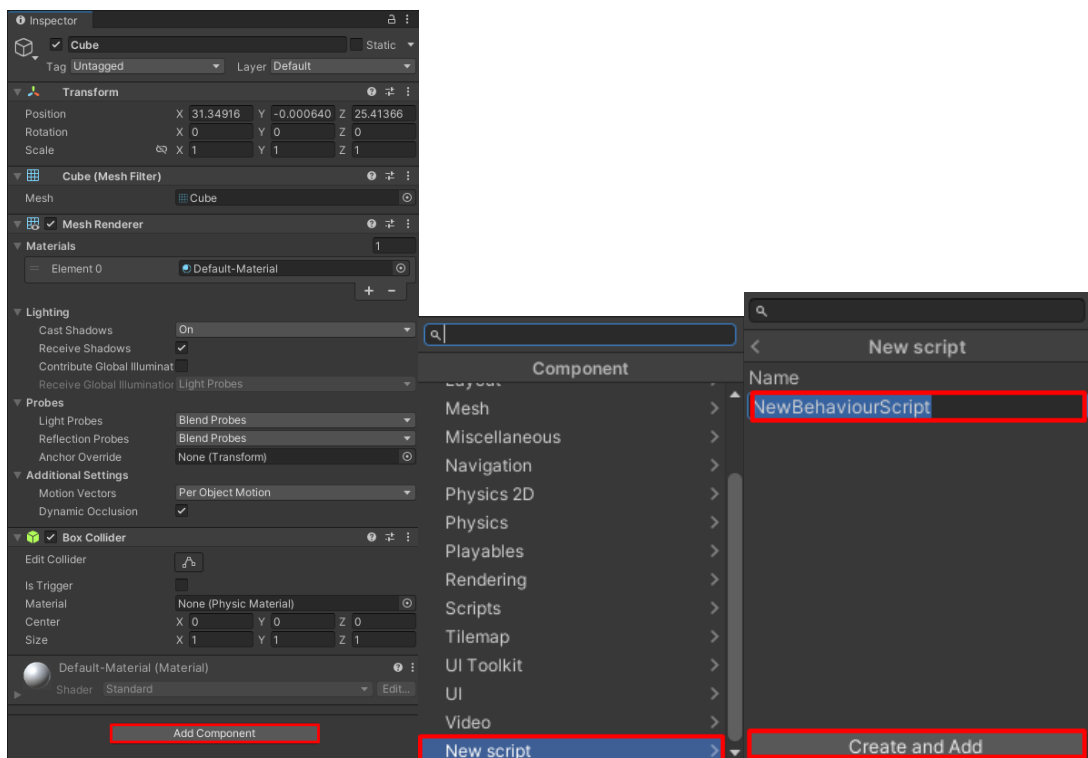 Inspector
Cube Static
Tag Untagged Layer Default
Transform
Position X 31.34916 Y -0.000640 Z 25.41366
Rotation X 0 Y 0 Z 0
Scale X 1 Y 1 Z 1
Cube (Mesh Filter)
Mesh Cube
Mesh Renderer
Materials 1
Element 0 Default-Material
+ -
Lighting
Cast Shadows On
Receive Shadows
Contribute Global Illuminat
Receive Global Illumination Light Probes
Probes
Light Probes Blend Probes
Reflection Probes Blend Probes
Anchor Override None (Transform)
Additional Settings
Motion Vectors Per Object Motion
Dynamic Occlusion
Box Collider
Edit Collider
Is Trigger
Material None (Physic Material)
Center X 0 Y 0 Z 0
Size X 1 Y 1 Z 1
Default-Material (Material)
Shader Standard Edit...
Add Component
Component
Layout
Mesh
Miscellaneous
Navigation
Physics 2D
Physics
Playables
Rendering
Scripts
Tilemap
UI Toolkit
UI
Video
New script
New script
Name
NewBehaviourScript
Create and Add